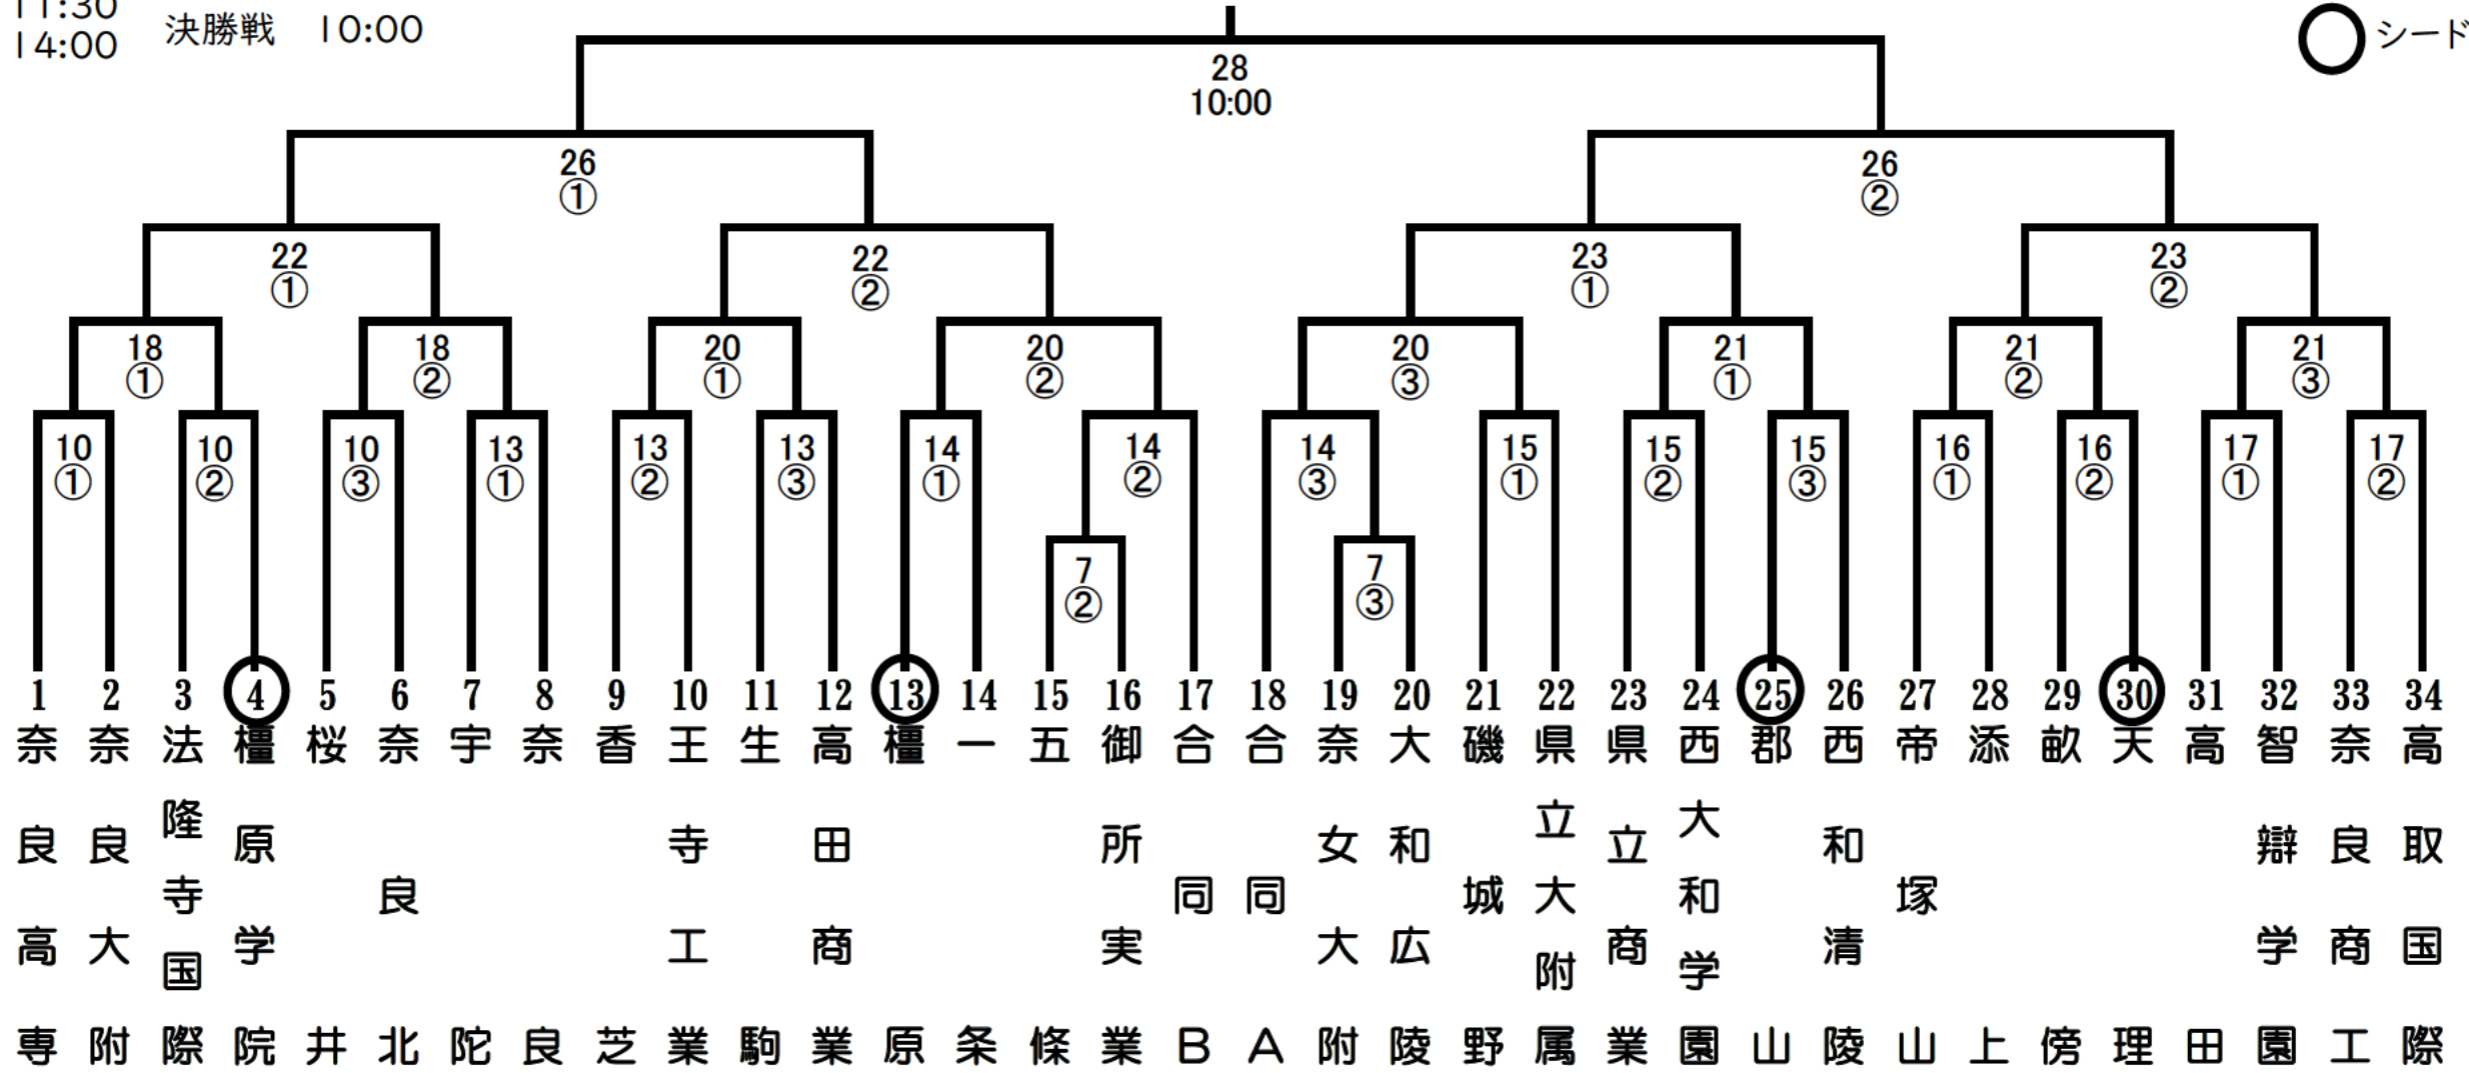 11:30
14:00
決勝戦 10:00
シード
28
10:00
26
①
26
②
22
①
22
②
23
①
23
②
18
①
18
②
20
①
20
②
20
③
21
①
21
②
21
③
10
①
10
②
10
③
13
①
13
②
13
③
14
①
14
②
14
③
15
①
15
②
15
③
16
①
16
②
17
①
17
②
7
②
7
③
1 奈良高専
2 奈良大附
3 法隆寺国際
4 橿原学院
5 桜井
6 奈良北
7 宇陀
8 奈良
9 香芝
10 王寺工業
11 生駒
12 高田商業
13 橿原
14 一条
15 五條
16 御所実業
17 合同B
18 合同A
19 奈女大附
20 大和広陵
21 磯城野
22 県立大附属
23 県立商業
24 西大和学園
25 郡山
26 西和清陵
27 帝塚山
28 添上
29 畝傍
30 天理
31 高田
32 智辯学園
33 奈良商工
34 高取国際